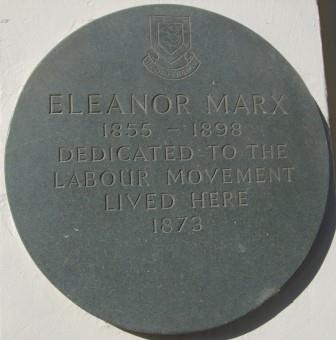 ELEANOR MARX
1855 – 1898
DEDICATED TO THE
LABOUR MOVEMENT
LIVED HERE
1873